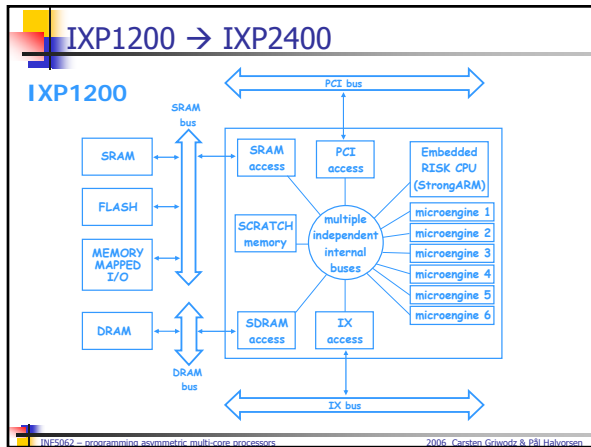 IXP1200 → IXP2400
IXP1200
PCI bus
SRAM
bus
SRAM
FLASH
MEMORY
MAPPED
I/O
DRAM
DRAM
bus
SRAM
access
PCI
access
Embedded
RISK CPU
(StrongARM)
SCRATCH
memory
multiple
independent
internal
buses
microengine 1
microengine 2
microengine 3
microengine 4
microengine 5
microengine 6
SDRAM
access
IX
access
IX bus
INF5062 – programming asymmetric multi-core processors
2006 Carsten Griwodz & Pål Halvorsen